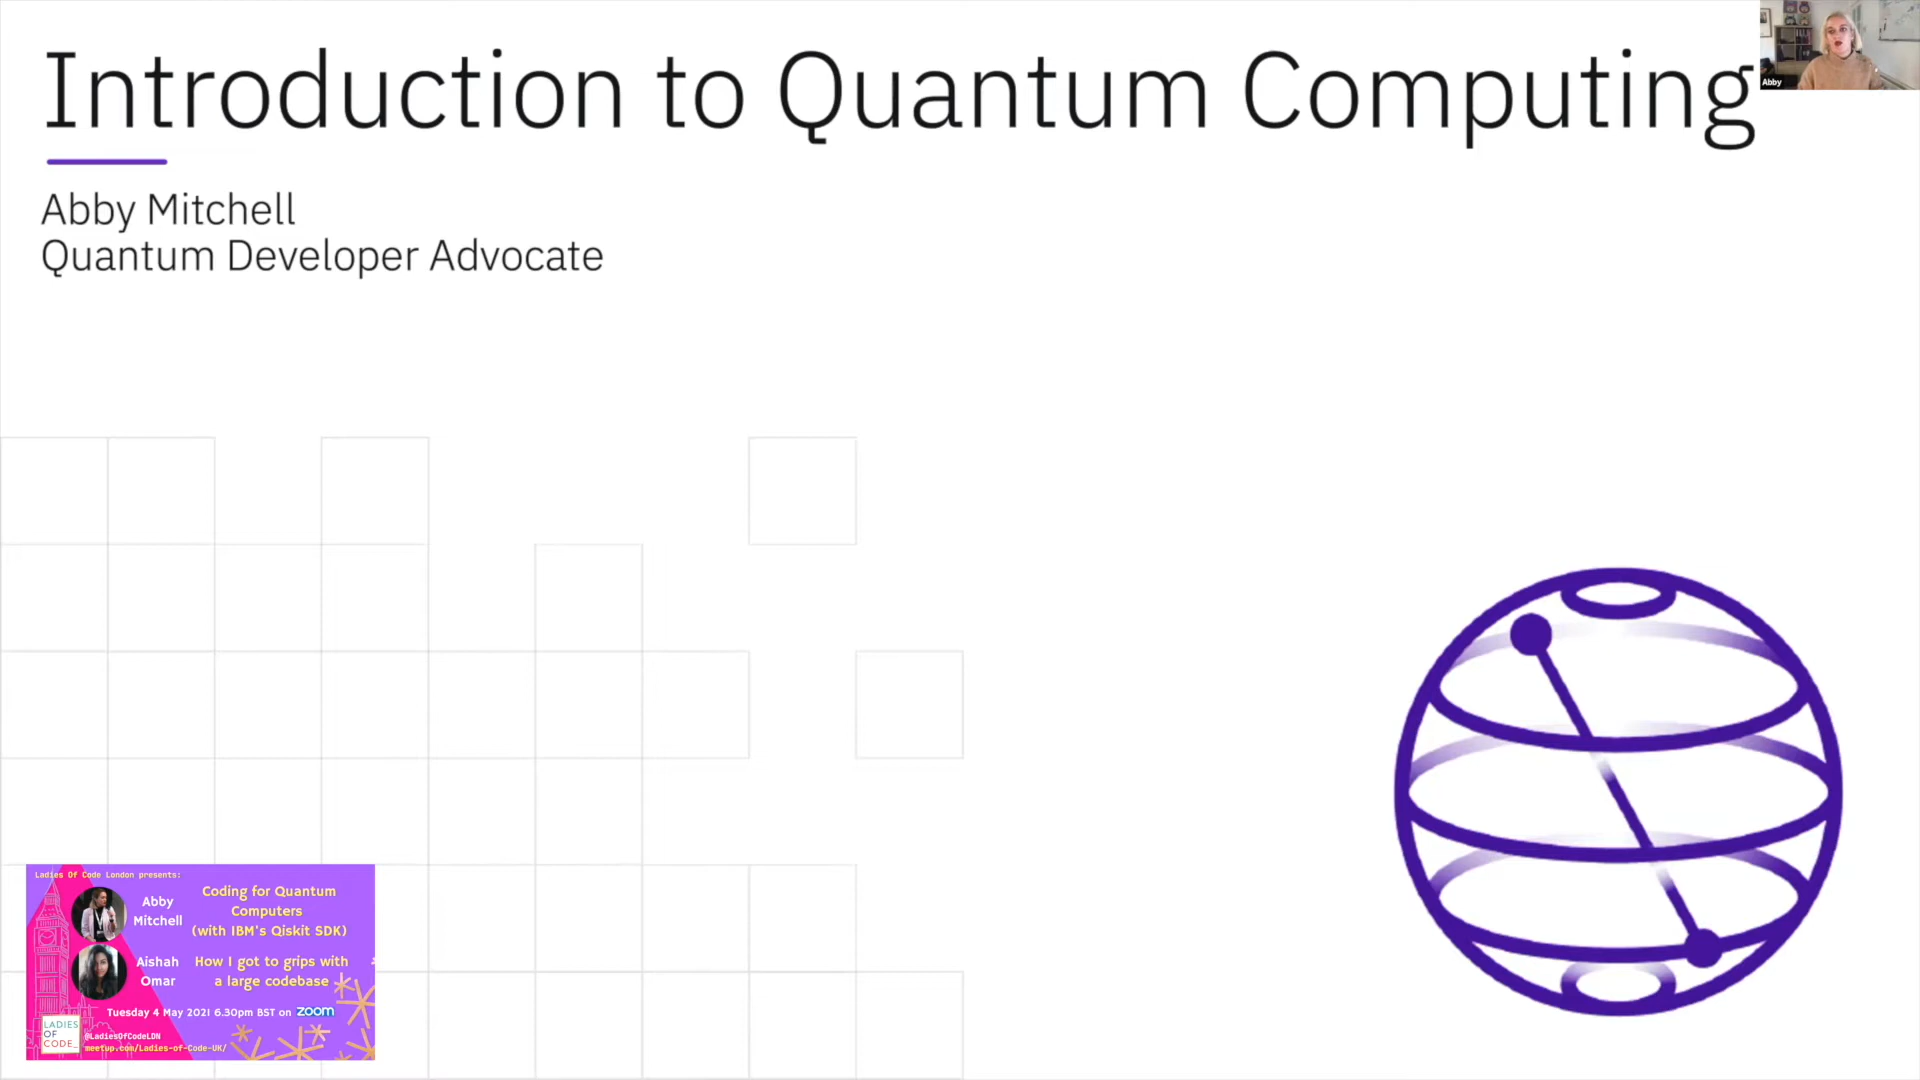 Introduction to Quantum Computing
Abby
Abby Mitchell
Quantum Developer Advocate
Ladies Of Code London presents:
Abby
Mitchell
Coding for Quantum
Computers
(with IBM's Qiskit SDK)
Aishah
Omar
How I got to grips with
a large codebase
Tuesday 4 May 2021 6.30pm BST on zoom
LADIES
OF
CODE_
@LadiesOfCodeLDN
meetup.com/Ladies-of-Code-UK/